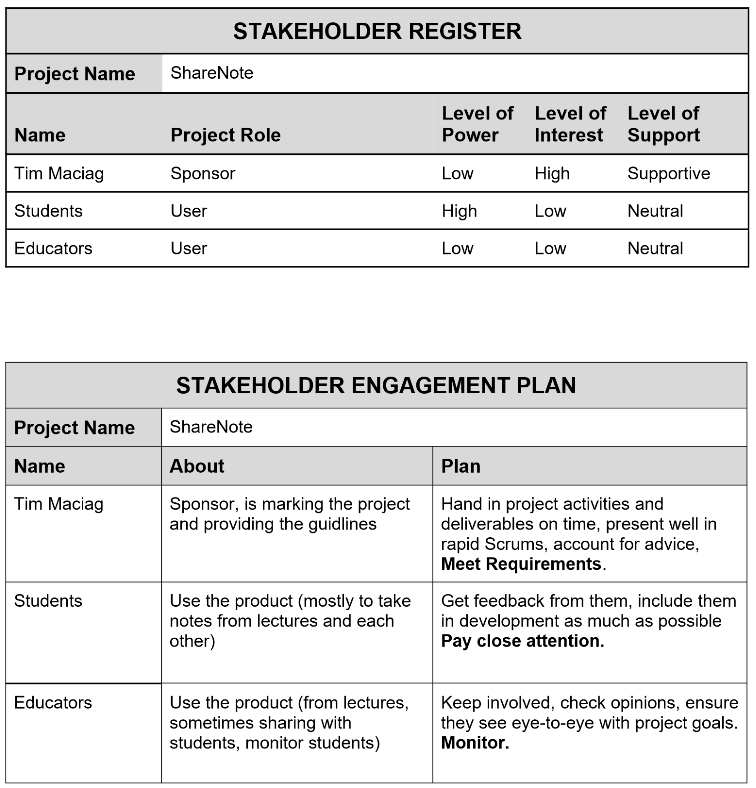 STAKEHOLDER REGISTER
Project Name ShareNote
Name Project Role Level of Power Level of Interest Level of Support
Tim Maciag Sponsor Low High Supportive
Students User High Low Neutral
Educators User Low Low Neutral
STAKEHOLDER ENGAGEMENT PLAN
Project Name ShareNote
Name About Plan
Tim Maciag
Sponsor, is marking the project
and providing the guidlines
Hand in project activities and
deliverables on time, present well in
rapid Scrums, account for advice,
Meet Requirements.
Students
Use the product (mostly to take
notes from lectures and each
other)
Get feedback from them, include them
in development as much as possible
Pay close attention.
Educators
Use the product (from lectures,
sometimes sharing with
students, monitor students)
Keep involved, check opinions, ensure
they see eye-to-eye with project goals.
Monitor.